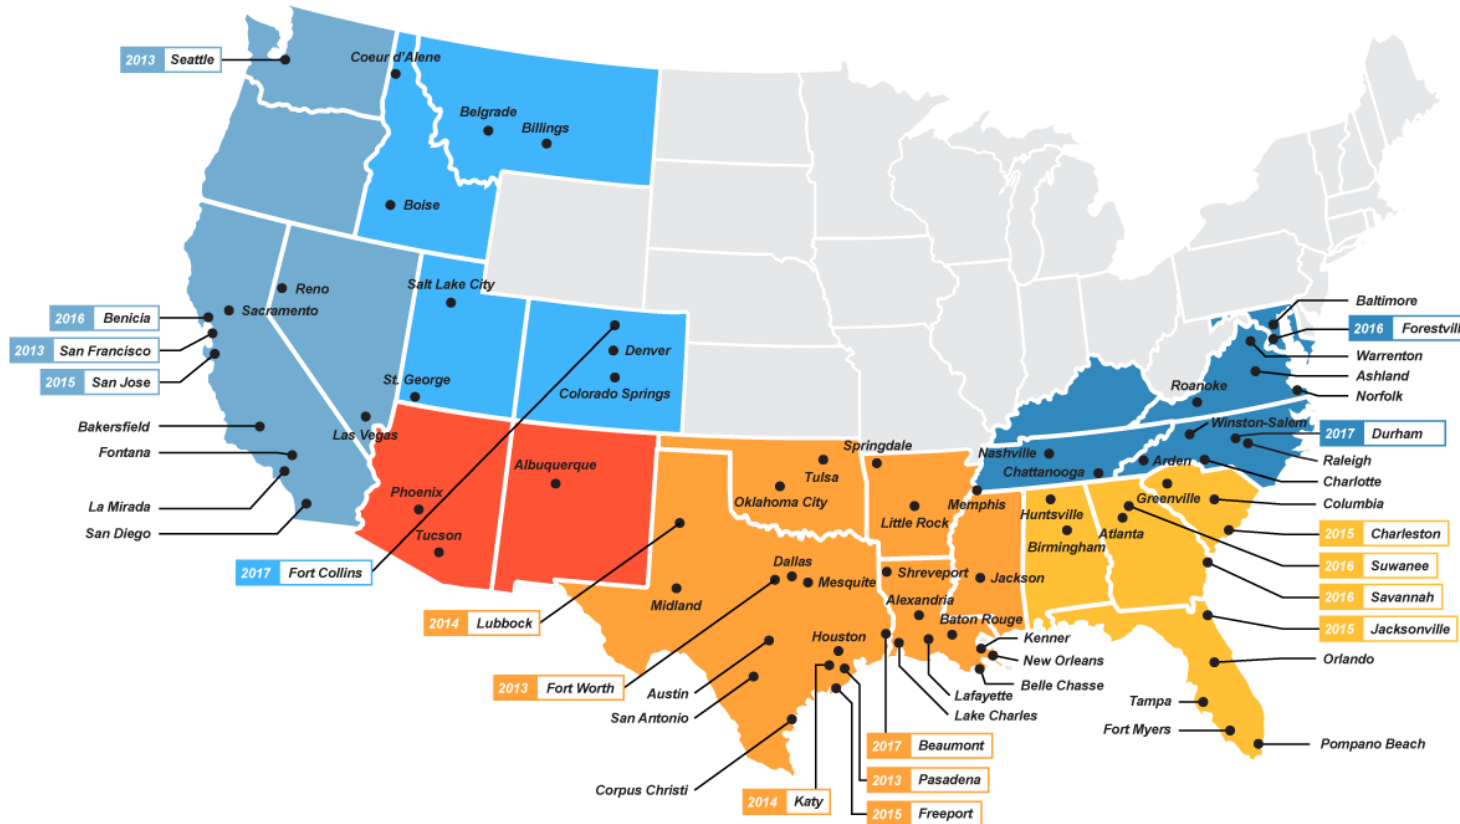 2013 Seattle
Coeur d'Alene
Belgrade
Billings
Boise
Salt Lake City
Reno
Sacramento
2016 Benicia
2013 San Francisco
2015 San Jose
Denver
Colorado Springs
St. George
Las Vegas
Bakersfield
Fontana
La Mirada
San Diego
Baltimore
2016 Forestvill
Warrenton
Ashland
Norfolk
Roanoke
Winston-Salem
2017 Durham
Raleigh
Charlotte
Columbia
Nashville
Chattanooga
Arden
Greenville
Memphis
Springdale
Tulsa
Oklahoma City
Little Rock
Albuquerque
Phoenix
Tucson
2017 Fort Collins
2014 Lubbock
2013 Fort Worth
Dallas
Mesquite
Midland
Shreveport
Alexandria
Baton Rouge
Jackson
Huntsville
Birmingham
Atlanta
2015 Charleston
2016 Suwanee
2016 Savannah
2015 Jacksonville
Orlando
Tampa
Fort Myers
Pompano Beach
Houston
Austin
San Antonio
Corpus Christi
Kenner
New Orleans
Belle Chasse
Lafayette
Lake Charles
2017 Beaumont
2013 Pasadena
2014 Katy
2015 Freeport